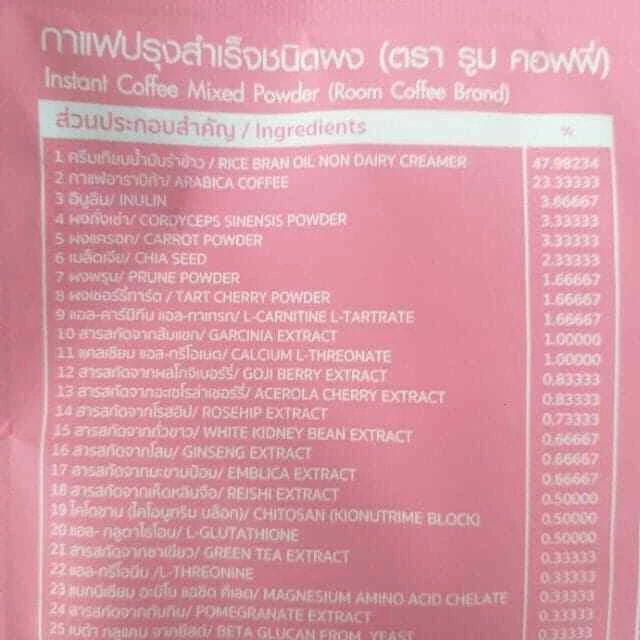 กาแฟปรุงสำเร็จชนิดผง (ตรา รูม คอฟฟี่)
Instant Coffee Mixed Powder (Room Coffee Brand)
ส่วนประกอบสำคัญ / Ingredients %
1 ครีมเทียมน้ำมันรำข้าว / RICE BRAN OIL NON DAIRY CREAMER 47.98234
2 กาแฟอาราบิก้า/ ARABICA COFFEE 23.33333
3 อินูลิน/ INULIN 3.66667
4 ผงถั่งเช่า/ CORDYCEPS SINENSIS POWDER 3.33333
5 ผงแครอท/ CARROT POWDER 3.33333
6 เมล็ดเจีย/ CHIA SEED 2.33333
7 ผงพรุน/ PRUNE POWDER 1.66667
8 ผงเชอร์รี่ทาร์ต / TART CHERRY POWDER 1.66667
9 แอล-คาร์นิทีน แอล-ทาเทรท/ L-CARNITINE L-TARTRATE 1.66667
10 สารสกัดจากส้มแขก/ GARCINIA EXTRACT 1.00000
11 แคลเซียม แอล-ทรีโอเนต/ CALCIUM L-THREONATE 1.00000
12 สารสกัดจากผลโกจิเบอร์รี่/ GOJI BERRY EXTRACT 0.83333
13 สารสกัดจากอะเซโรล่าเชอร์รี่/ ACEROLA CHERRY EXTRACT 0.83333
14 สารสกัดจากโรสฮิป/ ROSEHIP EXTRACT 0.73333
15 สารสกัดจากถั่วขาว/ WHITE KIDNEY BEAN EXTRACT 0.66667
16 สารสกัดจากโสม/ GINSENG EXTRACT 0.66667
17 สารสกัดจากมะขามป้อม/ EMBLICA EXTRACT 0.66667
18 สารสกัดจากเห็ดหลินจือ/ REISHI EXTRACT 0.50000
19 ไคโตซาน (ไคโอนูทริม บล็อก)/ CHITOSAN (KIONUTRIME BLOCK) 0.50000
20 แอล- กลูตาไธโอน/ L-GLUTATHIONE 0.50000
21 สารสกัดจากชาเขียว/ GREEN TEA EXTRACT 0.33333
22 แอล-ทรีโอนีน /L-THREONINE 0.33333
23 แมกนีเซียม อะมิโน แอซิด คีเลต/ MAGNESIUM AMINO ACID CHELATE 0.33333
24 สารสกัดจากทับทิม/ POMEGRANATE EXTRACT 0.33333
25 เบต้า กลูแคน จากยีสต์/ BETA GLUCAN FROM YEAST